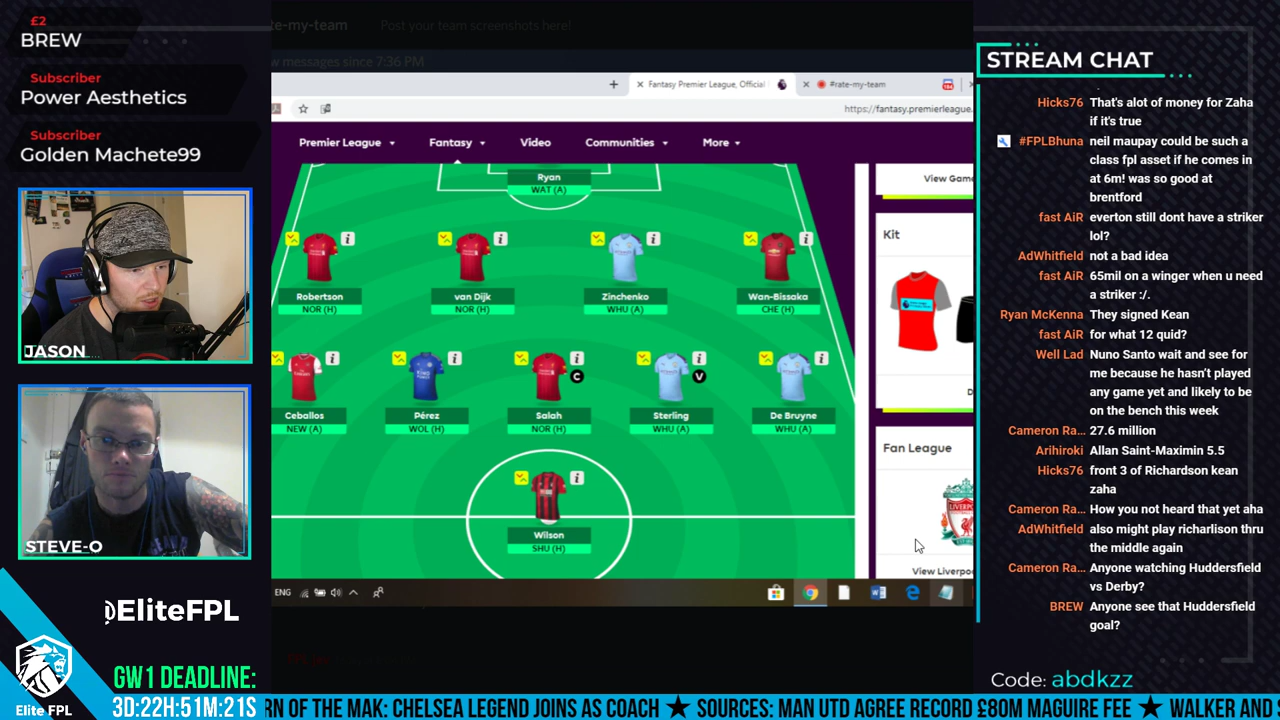 £2
BREW
Subscriber
Power Aesthetics
Subscriber
Golden Machete99
JASON
STEVE-O
EliteFPL
GW1 DEADLINE:
3D:22H:51M:21S
Elite FPL
te-my-team Post your team screenshots here!
w messages since 7:36 PM
Fantasy Premier League, Official
#rate-my-team
https://fantasy.premierleague.
Premier League
Fantasy
Video
Communities
More
Ryan
WAT (A)
Robertson
NOR (H)
van Dijk
NOR (H)
Zinchenko
WHU (A)
Wan-Bissaka
CHE (H)
Ceballos
NEW (A)
Pérez
WOL (H)
Salah
NOR (H)
C
Sterling
WHU (A)
V
De Bruyne
WHU (A)
Wilson
SHU (H)
View Gam
Kit
D
Fan League
View Liverpoo
ENG
STREAM CHAT
Hicks76 That's alot of money for Zaha
if it's true
#FPLBhuna neil maupay could be such a
class fpl asset if he comes in
at 6m! was so good at
brentford
fast AiR everton still dont have a striker
lol?
AdWhitfield not a bad idea
fast AiR 65mil on a winger when u need
a striker :/.
Ryan McKenna They signed Kean
fast AiR for what 12 quid?
Well Lad Nuno Santo wait and see for
me because he hasn't played
any game yet and likely to be
on the bench this week
Cameron Ra... 27.6 million
Arihiroki Allan Saint-Maximin 5.5
Hicks76 front 3 of Richardson kean
zaha
Cameron Ra... How you not heard that yet aha
AdWhitfield also might play richarlison thru
the middle again
Cameron Ra... Anyone watching Huddersfield
vs Derby?
BREW Anyone see that Huddersfield
goal?
Code: abdkzz
RN OF THE MAK: CHELSEA LEGEND JOINS AS COACH ★ SOURCES: MAN UTD AGREE RECORD £80M MAGUIRE FEE ★ WALKER AND